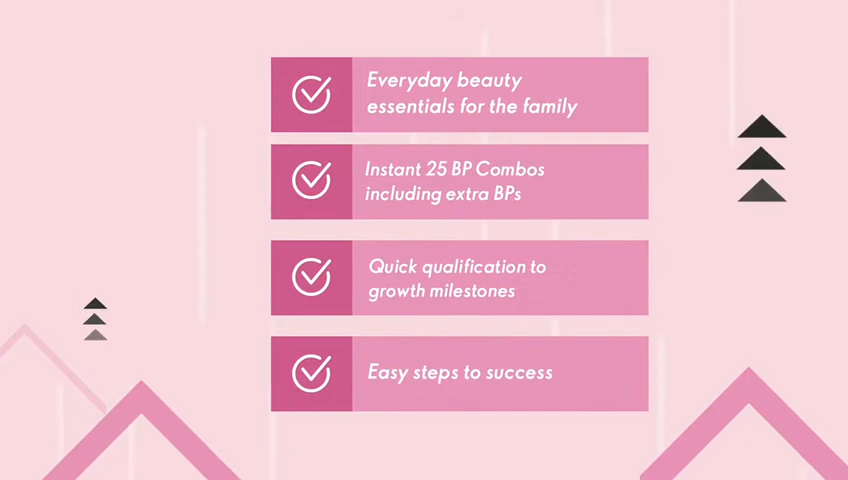 Everyday beauty
essentials for the family
Instant 25 BP Combos
including extra BPs
Quick qualification to
growth milestones
Easy steps to success